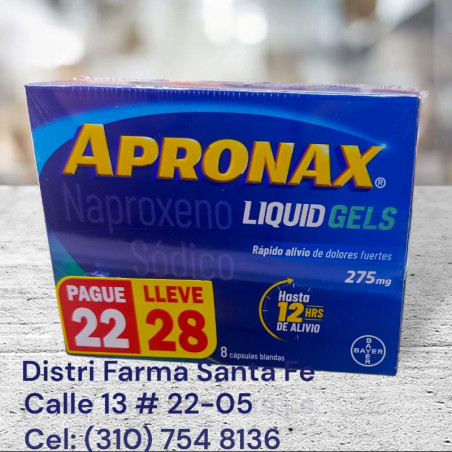 APRONAX®
Naproxeno
Sódico
LIQUID GELS
Rápido alivio de dolores fuertes
275mg
PAGUE
22
LLEVE
28
Hasta
12 HRS
DE ALIVIO
8 cápsulas blandas
BAYER
BAYER
Distri Farma Santa Fe
Calle 13 # 22-05
Cel: (310) 754 8136